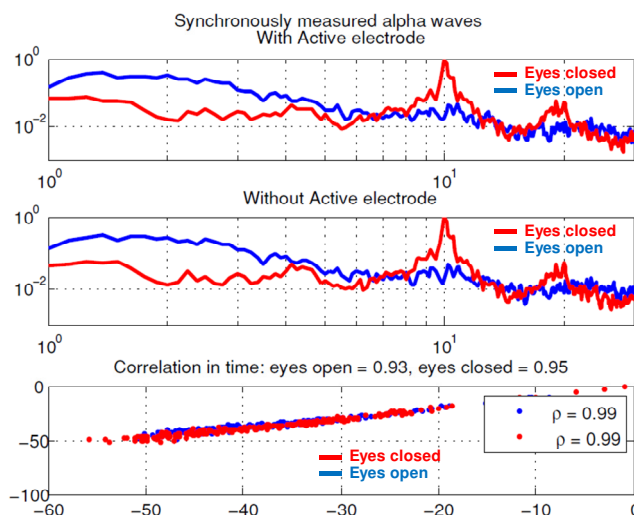 Synchronously measured alpha waves
With Active electrode
10^0
10^-2
Eyes closed
Eyes open
10^0
10^1
Without Active electrode
10^0
10^-2
Eyes closed
Eyes open
10^0
10^1
Correlation in time: eyes open = 0.93, eyes closed = 0.95
0
−50
−100
ρ = 0.99
ρ = 0.99
Eyes closed
Eyes open
−60 −50 −40 −30 −20 −10 0